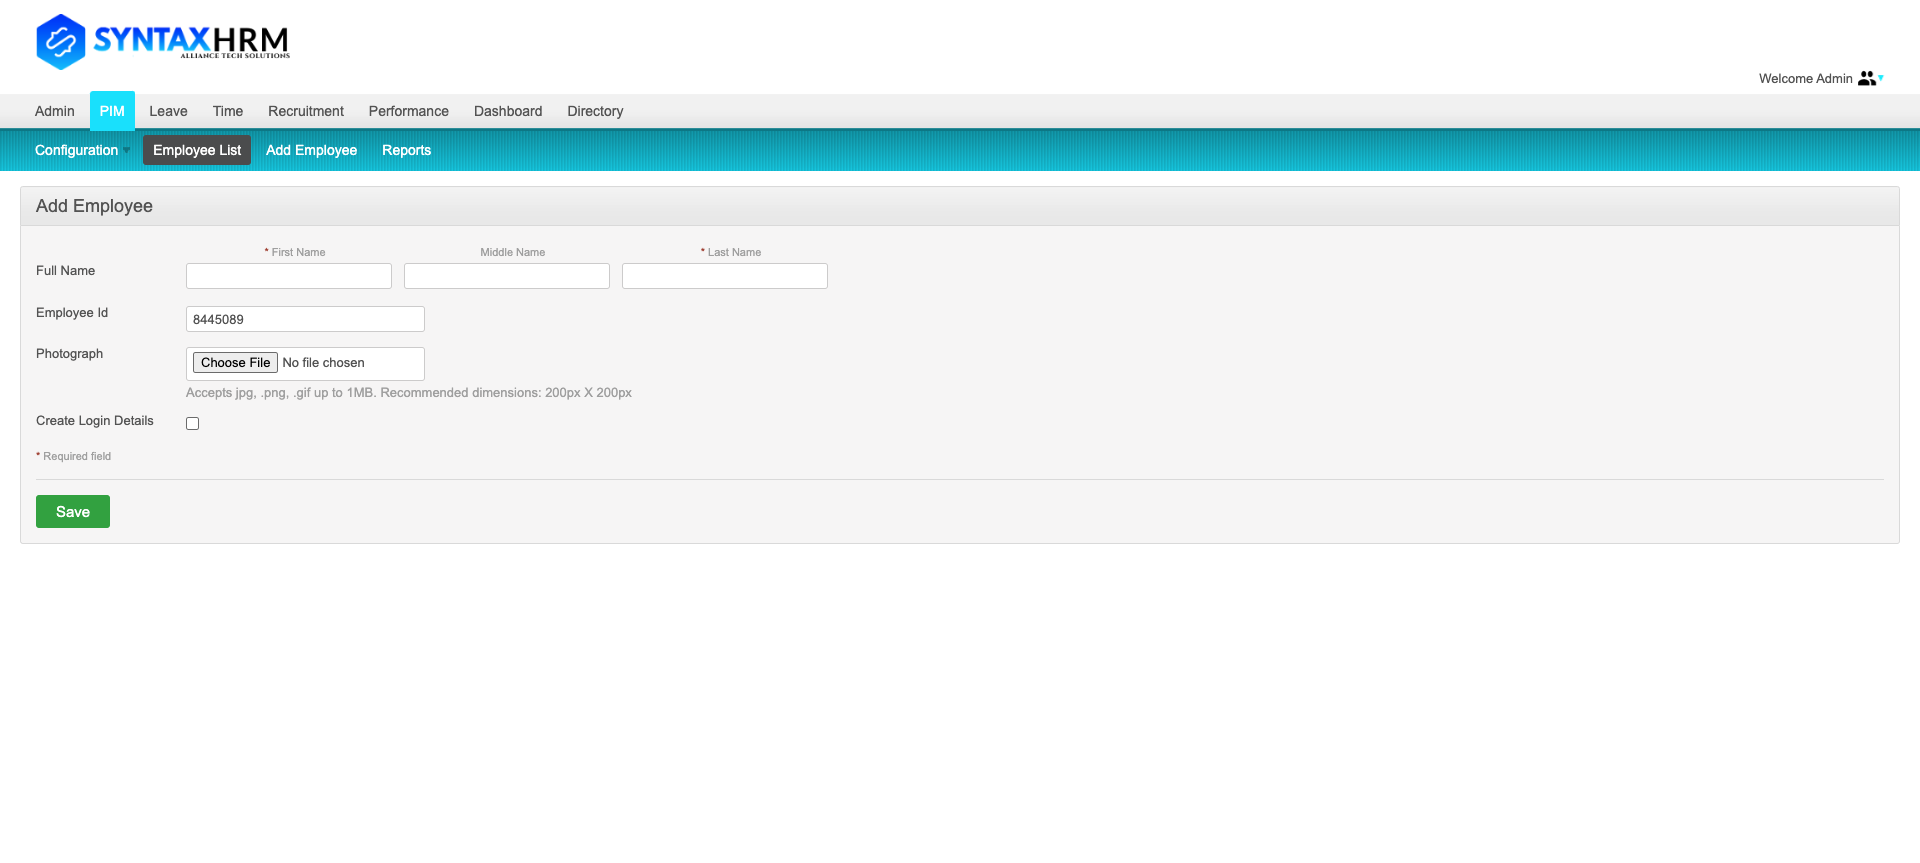 SYNTAXHRM
ALLIANCE TECH SOLUTIONS
Welcome Admin
Admin PIM Leave Time Recruitment Performance Dashboard Directory
Configuration Employee List Add Employee Reports
Add Employee
* First Name Middle Name * Last Name
Full Name
Employee Id 8445089
Photograph Choose File No file chosen
Accepts jpg, .png, .gif up to 1MB. Recommended dimensions: 200px X 200px
Create Login Details
* Required field
Save